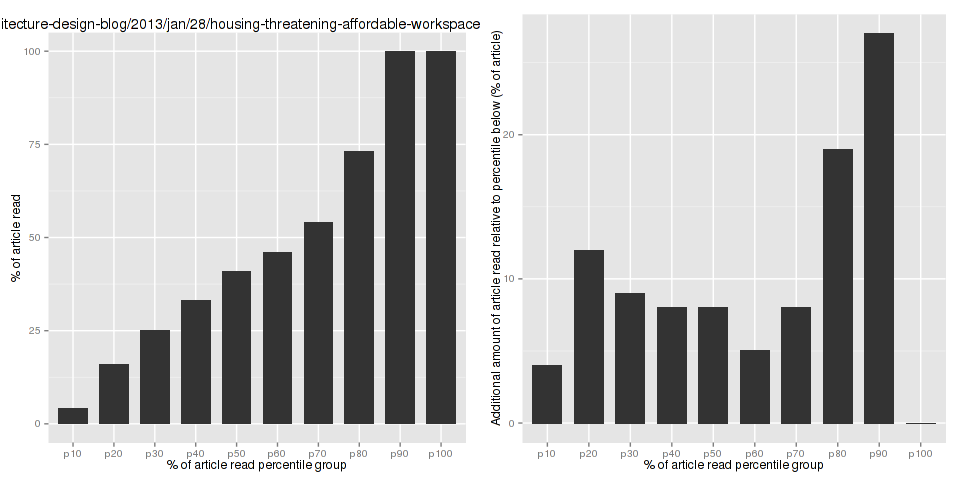 itecture-design-blog/2013/jan/28/housing-threatening-affordable-workspace
% of article read
100
75
50
25
0
p10 p20 p30 p40 p50 p60 p70 p80 p90 p100
% of article read percentile group
Additional amount of article read relative to percentile below (% of article)
20
10
0
p10 p20 p30 p40 p50 p60 p70 p80 p90 p100
% of article read percentile group